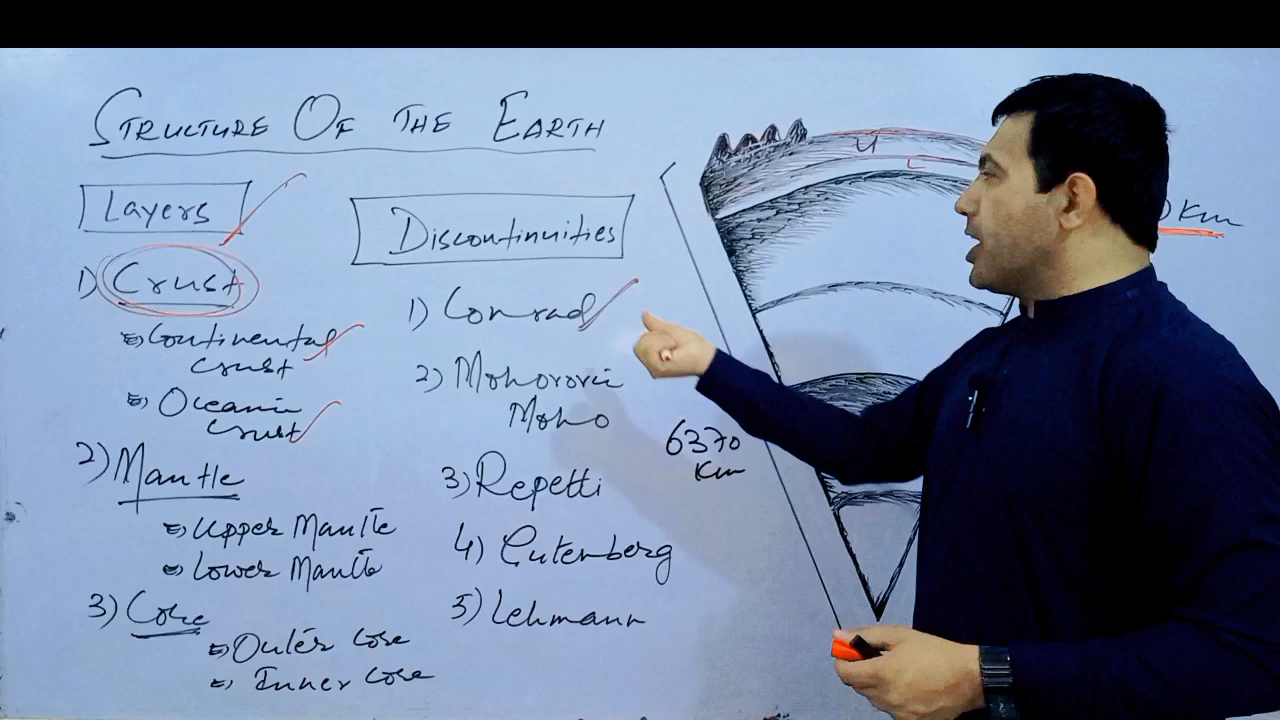 STRUCTURE OF THE EARTH
Layers
1) Crust
⇒ Continental
Crust
⇒ Oceanic
Crust
2) Mantle
⇒ Upper Mantle
⇒ Lower Mantle
3) Core
⇒ Outer Core
⇒ Inner Core
Discontinuities
1) Conrad
2) Mohorovic
Moho
3) Repetti
4) Gutenberg
5) Lehmann
U
L
6370
Km
Km